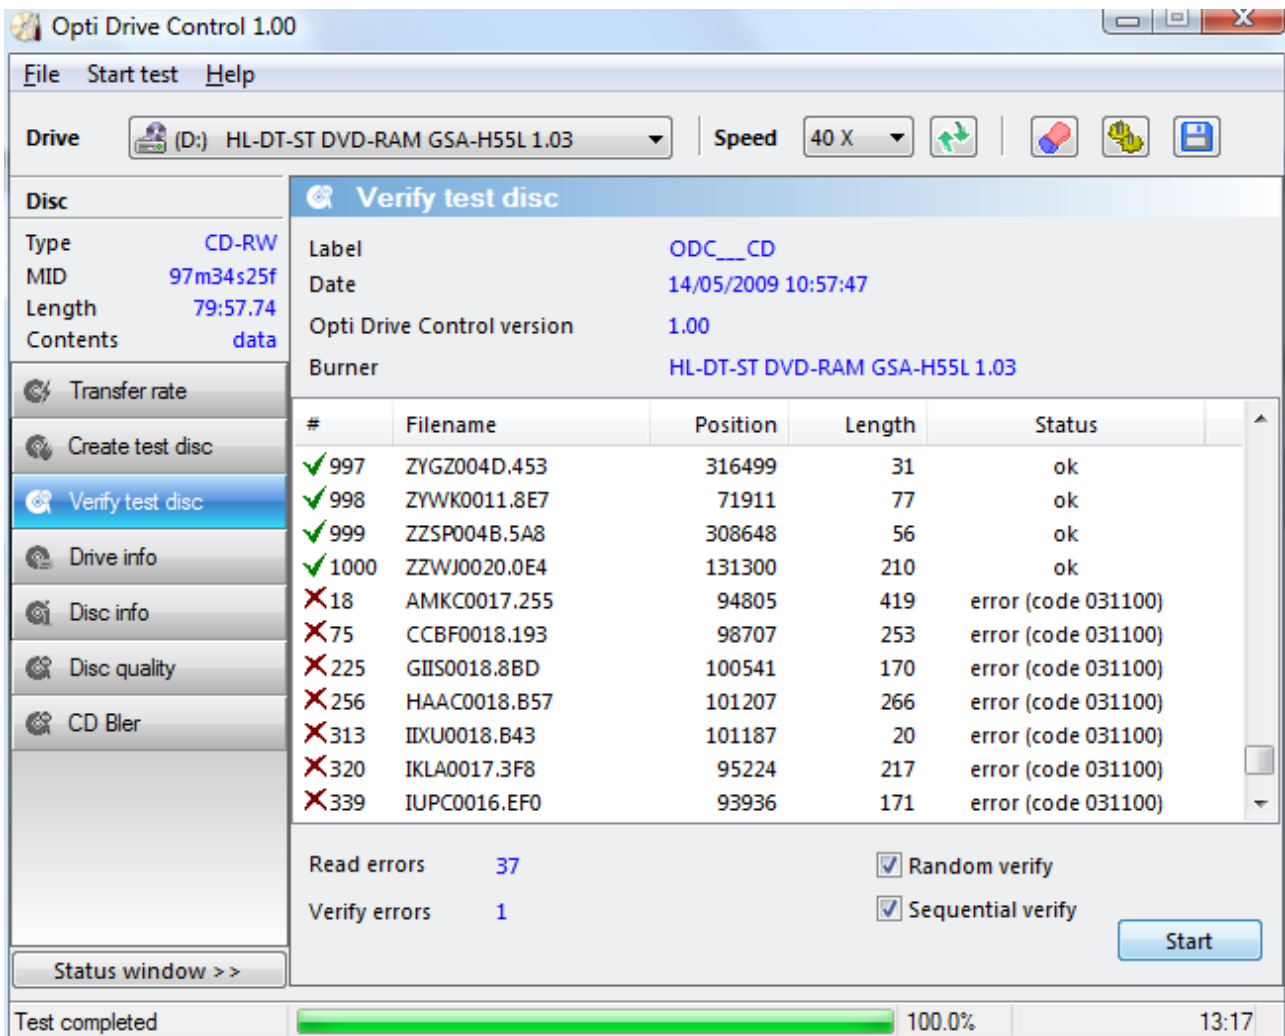 Opti Drive Control 1.00
File Start test Help
Drive (D:) HL-DT-ST DVD-RAM GSA-H55L 1.03 Speed 40 X
Disc
Type CD-RW
MID 97m34s25f
Length 79:57.74
Contents data
Transfer rate
Create test disc
Verify test disc
Drive info
Disc info
Disc quality
CD Bler
Status window >>
Verify test disc
Label ODC___CD
Date 14/05/2009 10:57:47
Opti Drive Control version 1.00
Burner HL-DT-ST DVD-RAM GSA-H55L 1.03
# Filename Position Length Status
997 ZYGZ004D.453 316499 31 ok
998 ZYWK0011.8E7 71911 77 ok
999 ZZSP004B.5A8 308648 56 ok
1000 ZZWJ0020.0E4 131300 210 ok
18 AMKC0017.255 94805 419 error (code 031100)
75 CCBF0018.193 98707 253 error (code 031100)
225 GIIS0018.8BD 100541 170 error (code 031100)
256 HAAC0018.B57 101207 266 error (code 031100)
313 IIXU0018.B43 101187 20 error (code 031100)
320 IKLA0017.3F8 95224 217 error (code 031100)
339 IUPC0016.EF0 93936 171 error (code 031100)
Read errors 37
Random verify
Verify errors 1
Sequential verify
Start
Test completed 100.0% 13:17